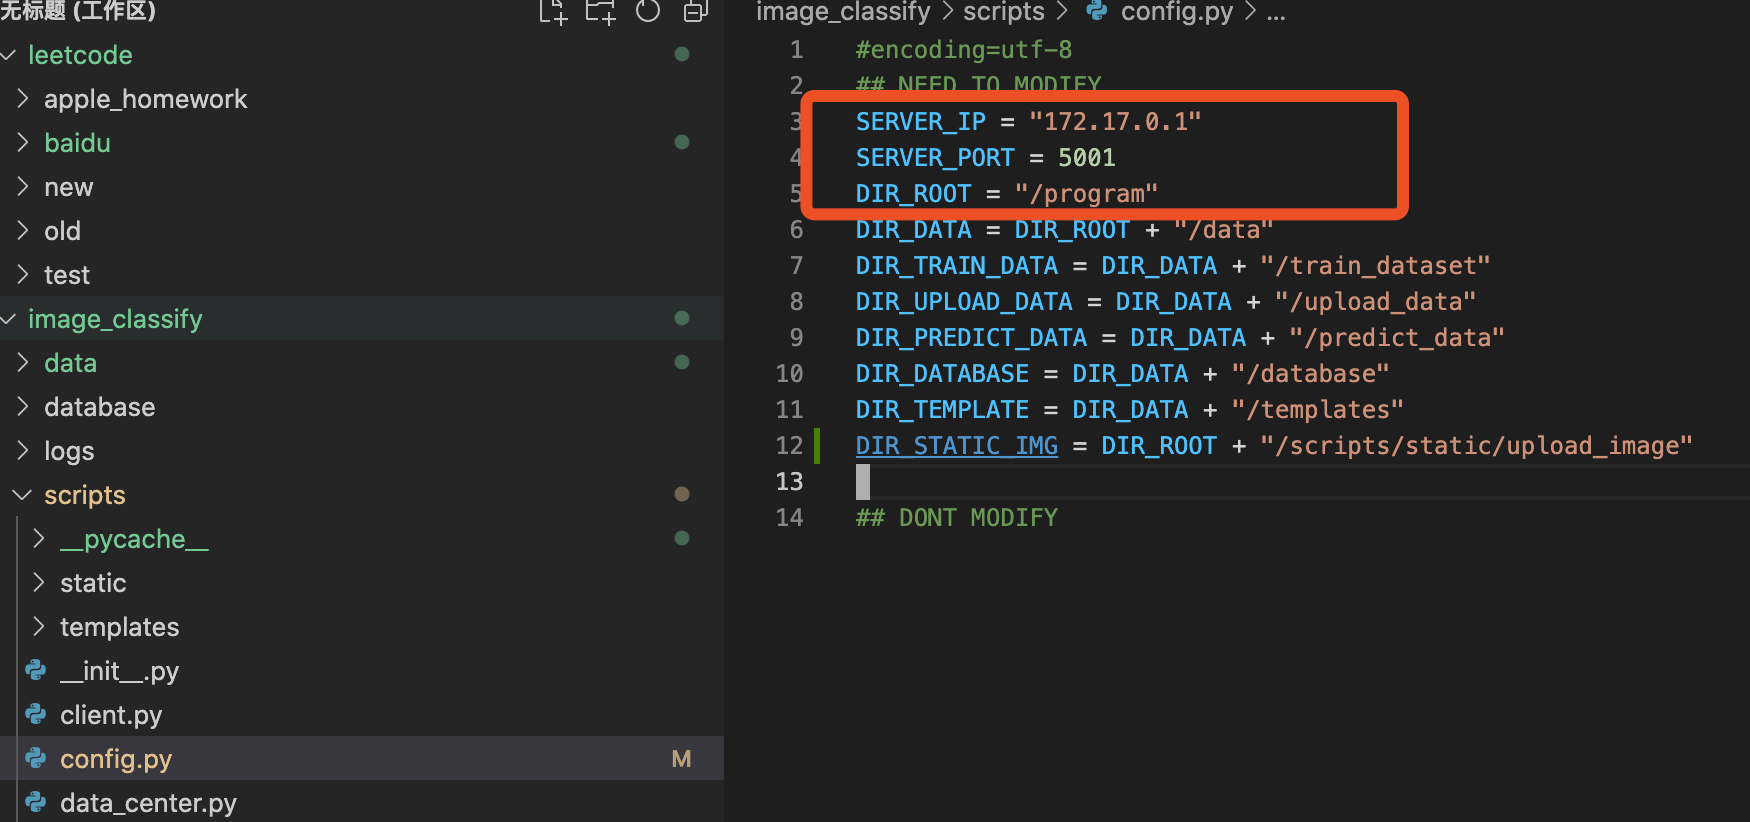 无标题 (工作区)
leetcode
apple_homework
baidu
new
old
test
image_classify
data
database
logs
scripts
__pycache__
static
templates
__init__.py
client.py
config.py M
data_center.py
image_classify > scripts > config.py > ...
1 #encoding=utf-8
2 ## NEED TO MODIFY
3 SERVER_IP = "172.17.0.1"
4 SERVER_PORT = 5001
5 DIR_ROOT = "/program"
6 DIR_DATA = DIR_ROOT + "/data"
7 DIR_TRAIN_DATA = DIR_DATA + "/train_dataset"
8 DIR_UPLOAD_DATA = DIR_DATA + "/upload_data"
9 DIR_PREDICT_DATA = DIR_DATA + "/predict_data"
10 DIR_DATABASE = DIR_DATA + "/database"
11 DIR_TEMPLATE = DIR_DATA + "/templates"
12 DIR_STATIC_IMG = DIR_ROOT + "/scripts/static/upload_image"
13
14 ## DONT MODIFY